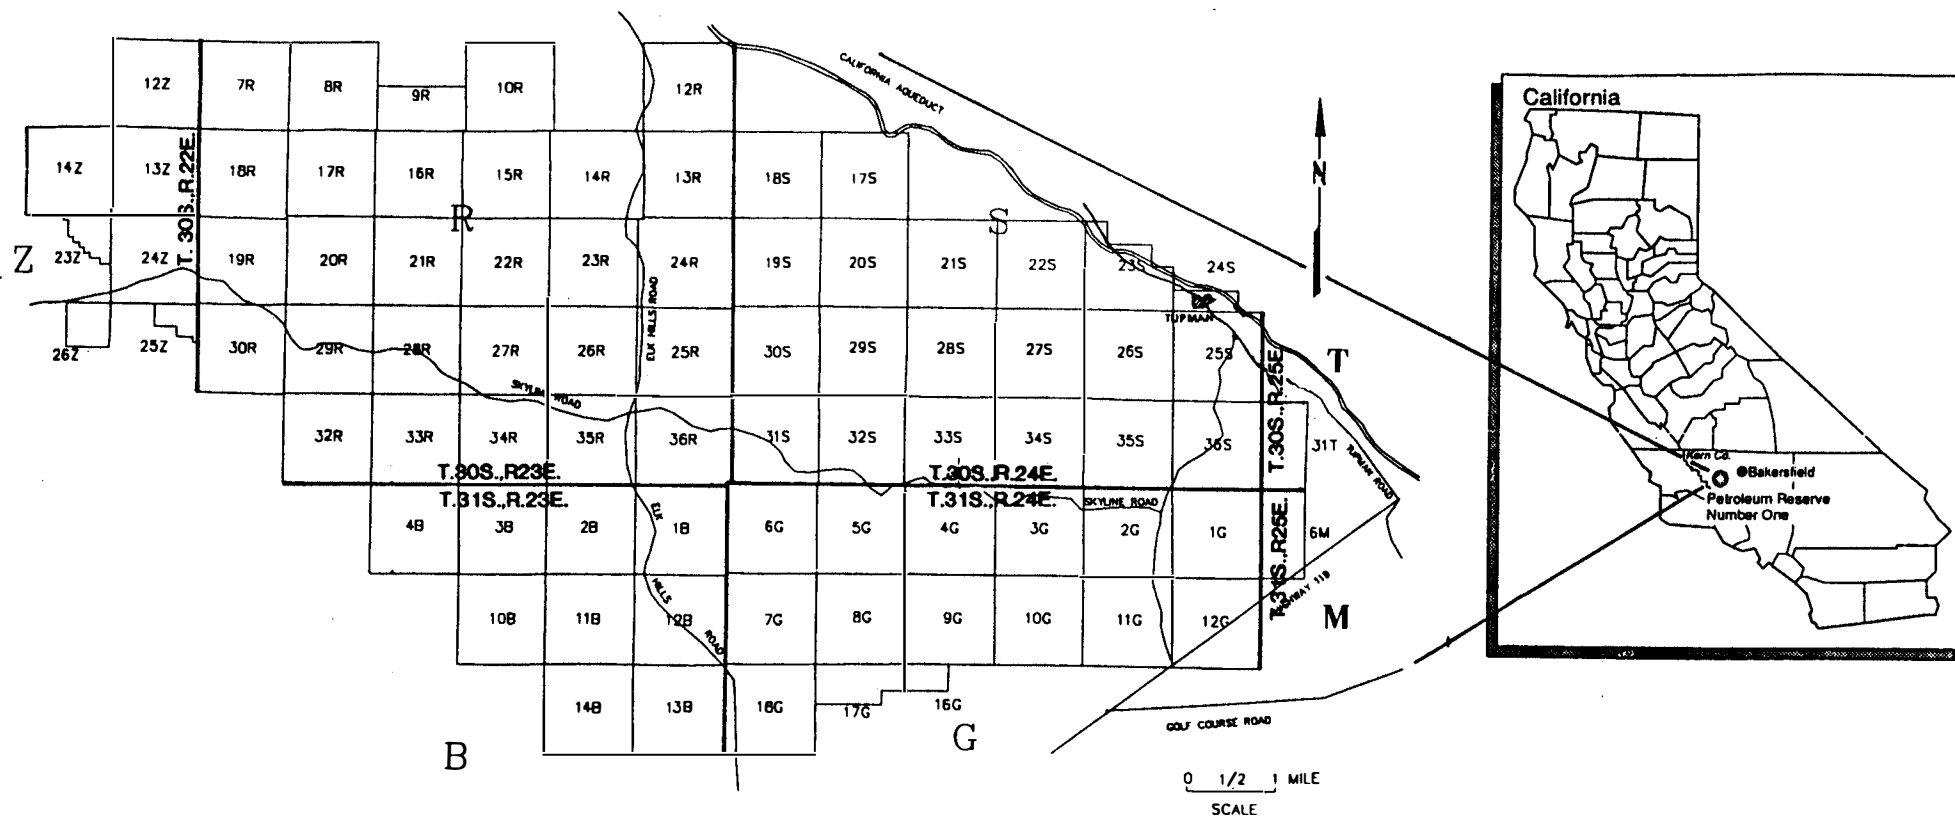 12Z 7R 8R 9R 10R 12R
CALIFORNIA AQUEDUCT
California
14Z 13Z 18R 17R 16R 15R 14R 13R 18S 17S
T. 30S.,R.22E.
N
R
S
Z
23Z 24Z 19R 20R 21R 22R 23R 24R 19S 20S 21S 22S 23S 24S
ELK HILLS ROAD
TUPMAN
26Z 25Z 30R 29R 28R 27R 26R 25R 30S 29S 28S 27S 26S 25S
T
SKYLINE ROAD
T.30S.,R.25E.
32R 33R 34R 35R 36R 31S 32S 33S 34S 35S 36S 31T
TUPMAN ROAD
Kern Co.
Bakersfield
Petroleum Reserve
Number One
T.30S.,R23E.
T.30S.,R.24E.
T.31S.,R.23E.
T.31S.,R.24E.
SKYLINE ROAD
4B 3B 2B 1B 6G 5G 4G 3G 2G 1G 6M
ELK HILLS ROAD
T.31S.,R25E.
HIGHWAY 119
10B 11B 12B 7G 8G 9G 10G 11G 12G
M
14B 13B 18G 17G 16G
GOLF COURSE ROAD
B
G
0 1/2 1 MILE
SCALE